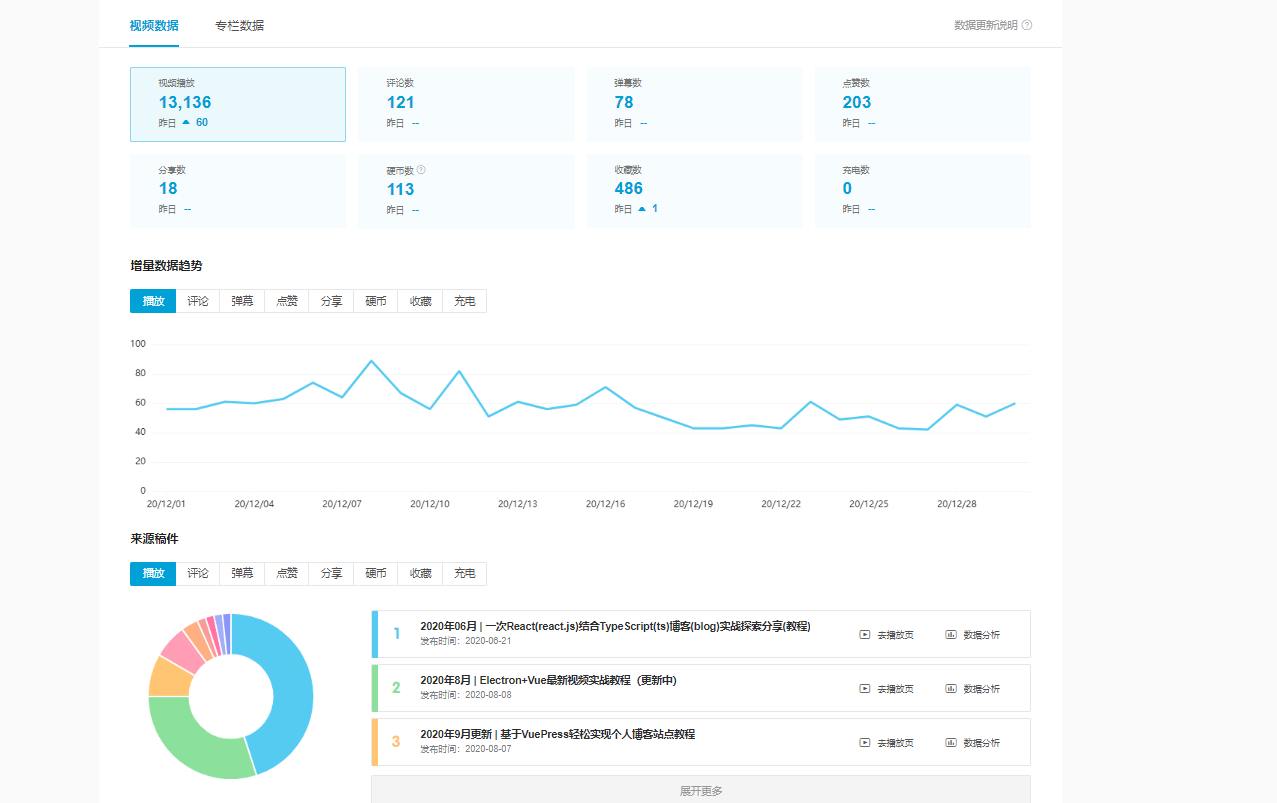 视频数据 专栏数据 数据更新说明
视频播放 评论数 弹幕数 点赞数
13,136 121 78 203
昨日 60 昨日 -- 昨日 -- 昨日 --
分享数 硬币数 收藏数 充电数
18 113 486 0
昨日 -- 昨日 -- 昨日 1 昨日 --
增量数据趋势
播放 评论 弹幕 点赞 分享 硬币 收藏 充电
100
80
60
40
20
0
20/12/01 20/12/04 20/12/07 20/12/10 20/12/13 20/12/16 20/12/19 20/12/22 20/12/25 20/12/28
来源稿件
播放 评论 弹幕 点赞 分享 硬币 收藏 充电
1 2020年06月 | 一次React(react.js)结合TypeScript(ts)博客(blog)实战探索分享(教程)
发布时间：2020-06-21 去播放页 数据分析
2 2020年8月 | Electron+Vue最新视频实战教程（更新中)
发布时间：2020-08-08 去播放页 数据分析
3 2020年9月更新 | 基于VuePress轻松实现个人博客站点教程
发布时间：2020-08-07 去播放页 数据分析
展开更多